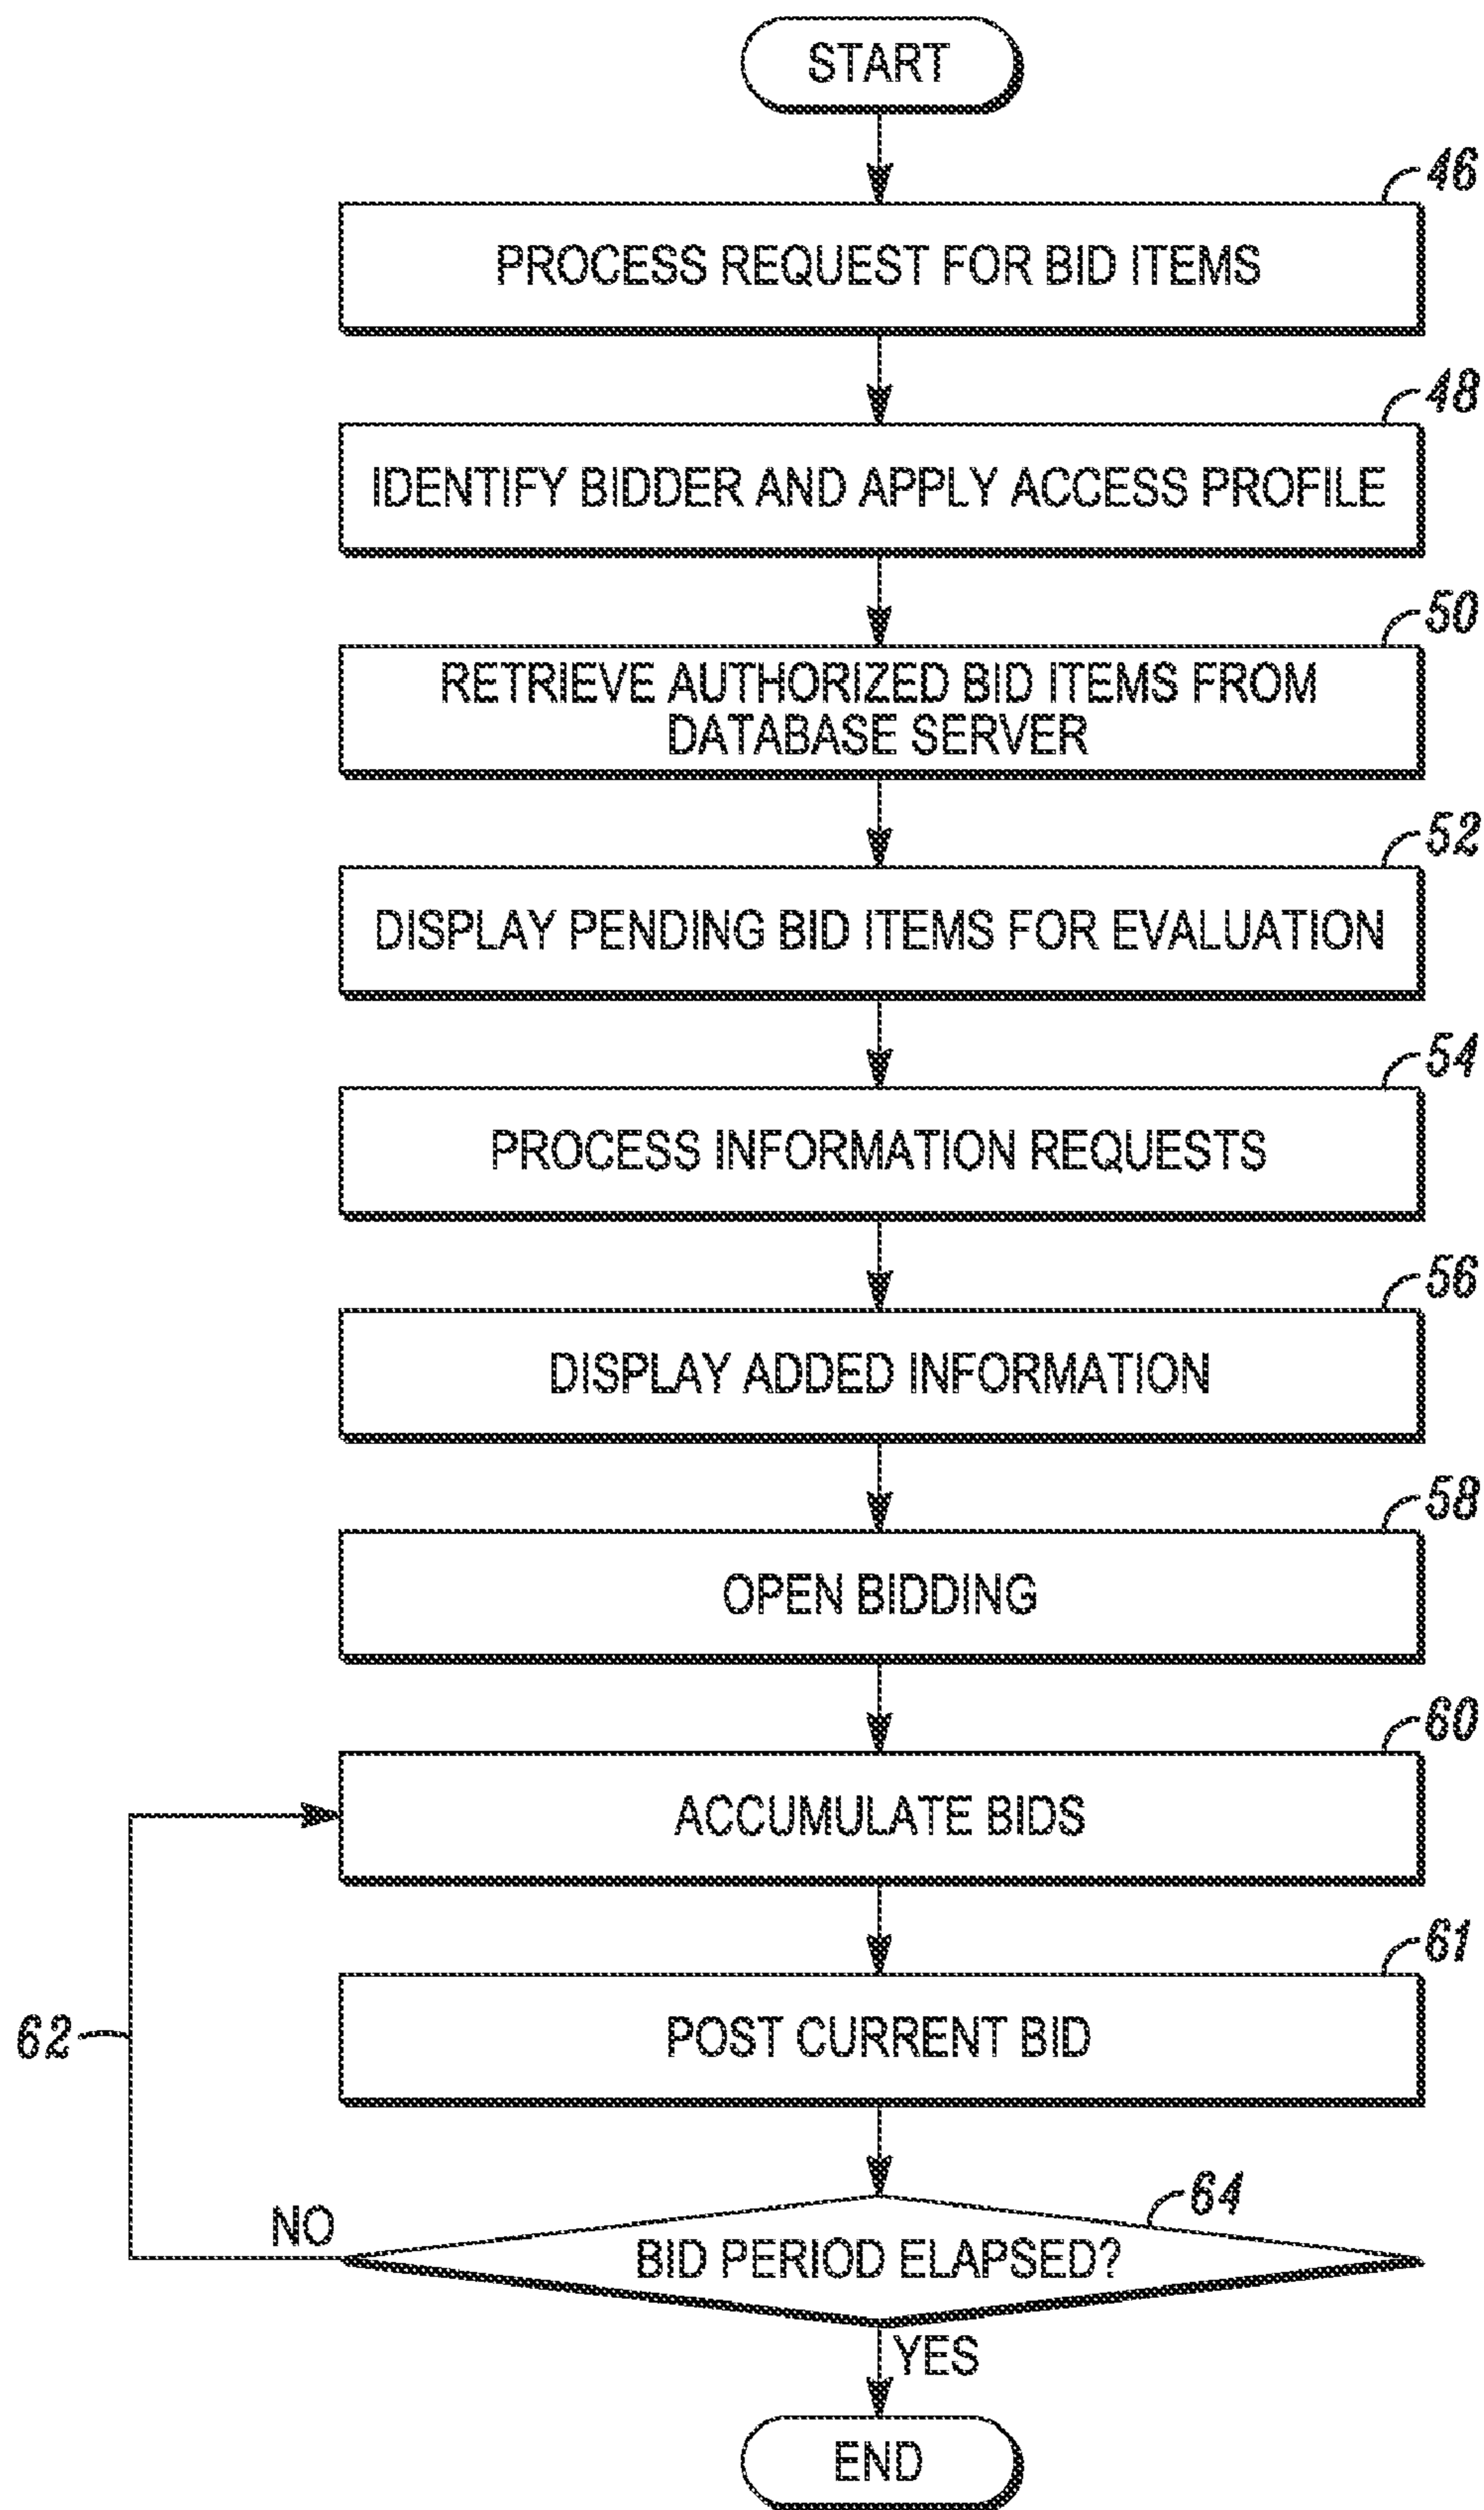 START
46
PROCESS REQUEST FOR BID ITEMS
48
IDENTIFY BIDDER AND APPLY ACCESS PROFILE
50
RETRIEVE AUTHORIZED BID ITEMS FROM
DATABASE SERVER
52
DISPLAY PENDING BID ITEMS FOR EVALUATION
54
PROCESS INFORMATION REQUESTS
56
DISPLAY ADDED INFORMATION
58
OPEN BIDDING
60
ACCUMULATE BIDS
61
POST CURRENT BID
62
64
NO
BID PERIOD ELAPSED?
YES
END